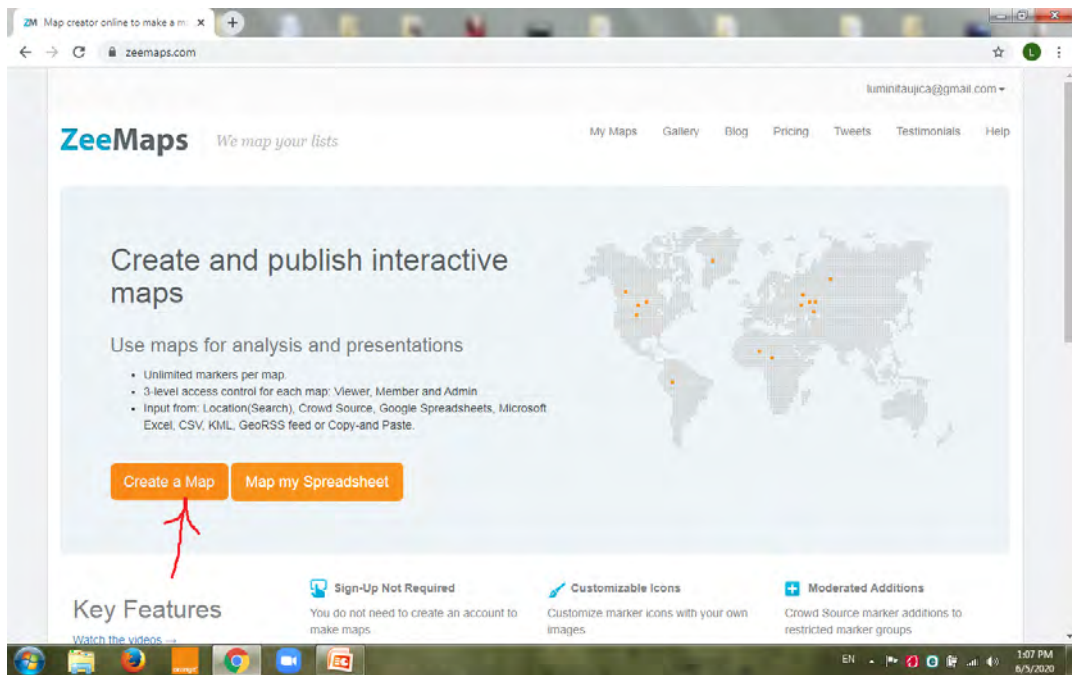 ZM Map creator online to make a m
zeemaps.com
L
luminitaujica@gmail.com
ZeeMaps
We map your lists
My Maps Gallery Blog Pricing Tweets Testimonials Help
Create and publish interactive
maps
Use maps for analysis and presentations
• Unlimited markers per map.
• 3-level access control for each map: Viewer, Member and Admin
• Input from: Location(Search), Crowd Source, Google Spreadsheets, Microsoft
Excel, CSV, KML, GeoRSS feed or Copy-and Paste.
Create a Map
Map my Spreadsheet
Key Features
Watch the videos →
Sign-Up Not Required
You do not need to create an account to
make maps
Customizable Icons
Customize marker icons with your own
images
Moderated Additions
Crowd Source marker additions to
restricted marker groups
EN
1:07 PM
6/5/2020